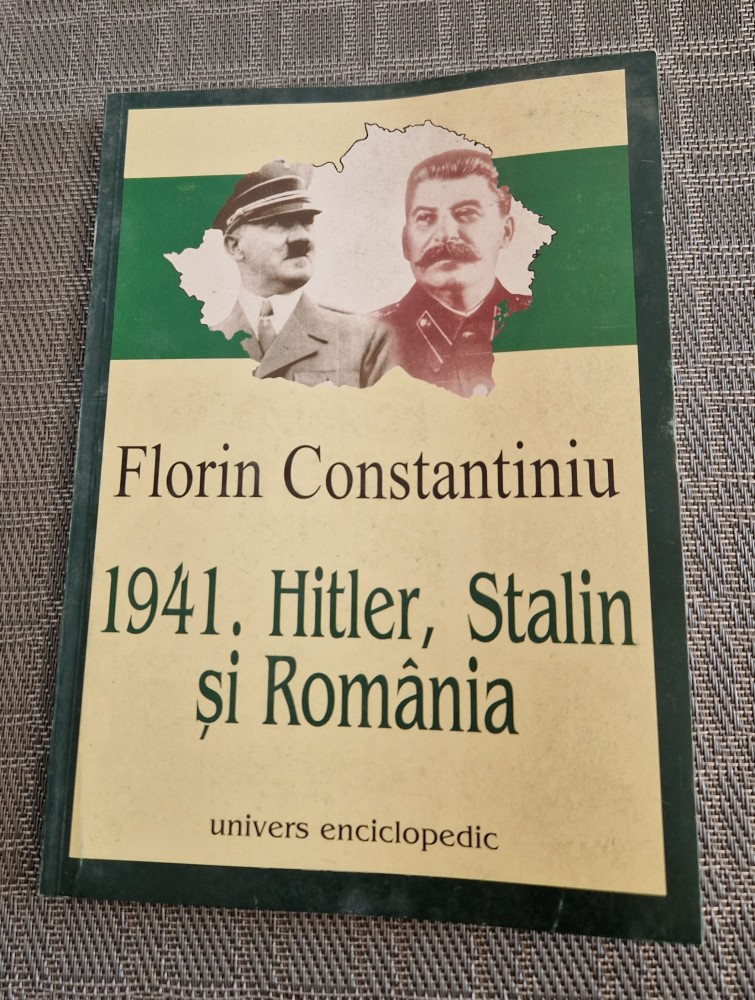 Florin Constantiniu
1941. Hitler, Stalin
și România
univers enciclopedic